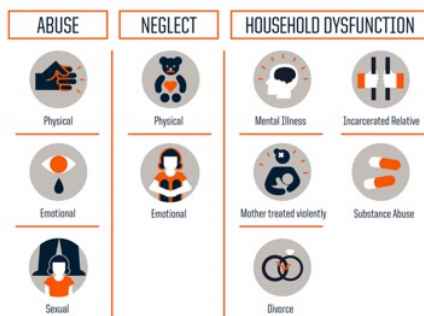 ABUSE
Physical
Emotional
Sexual
NEGLECT
Physical
Emotional
HOUSEHOLD DYSFUNCTION
Mental Illness
Incarcerated Relative
Mother treated violently
Substance Abuse
Divorce